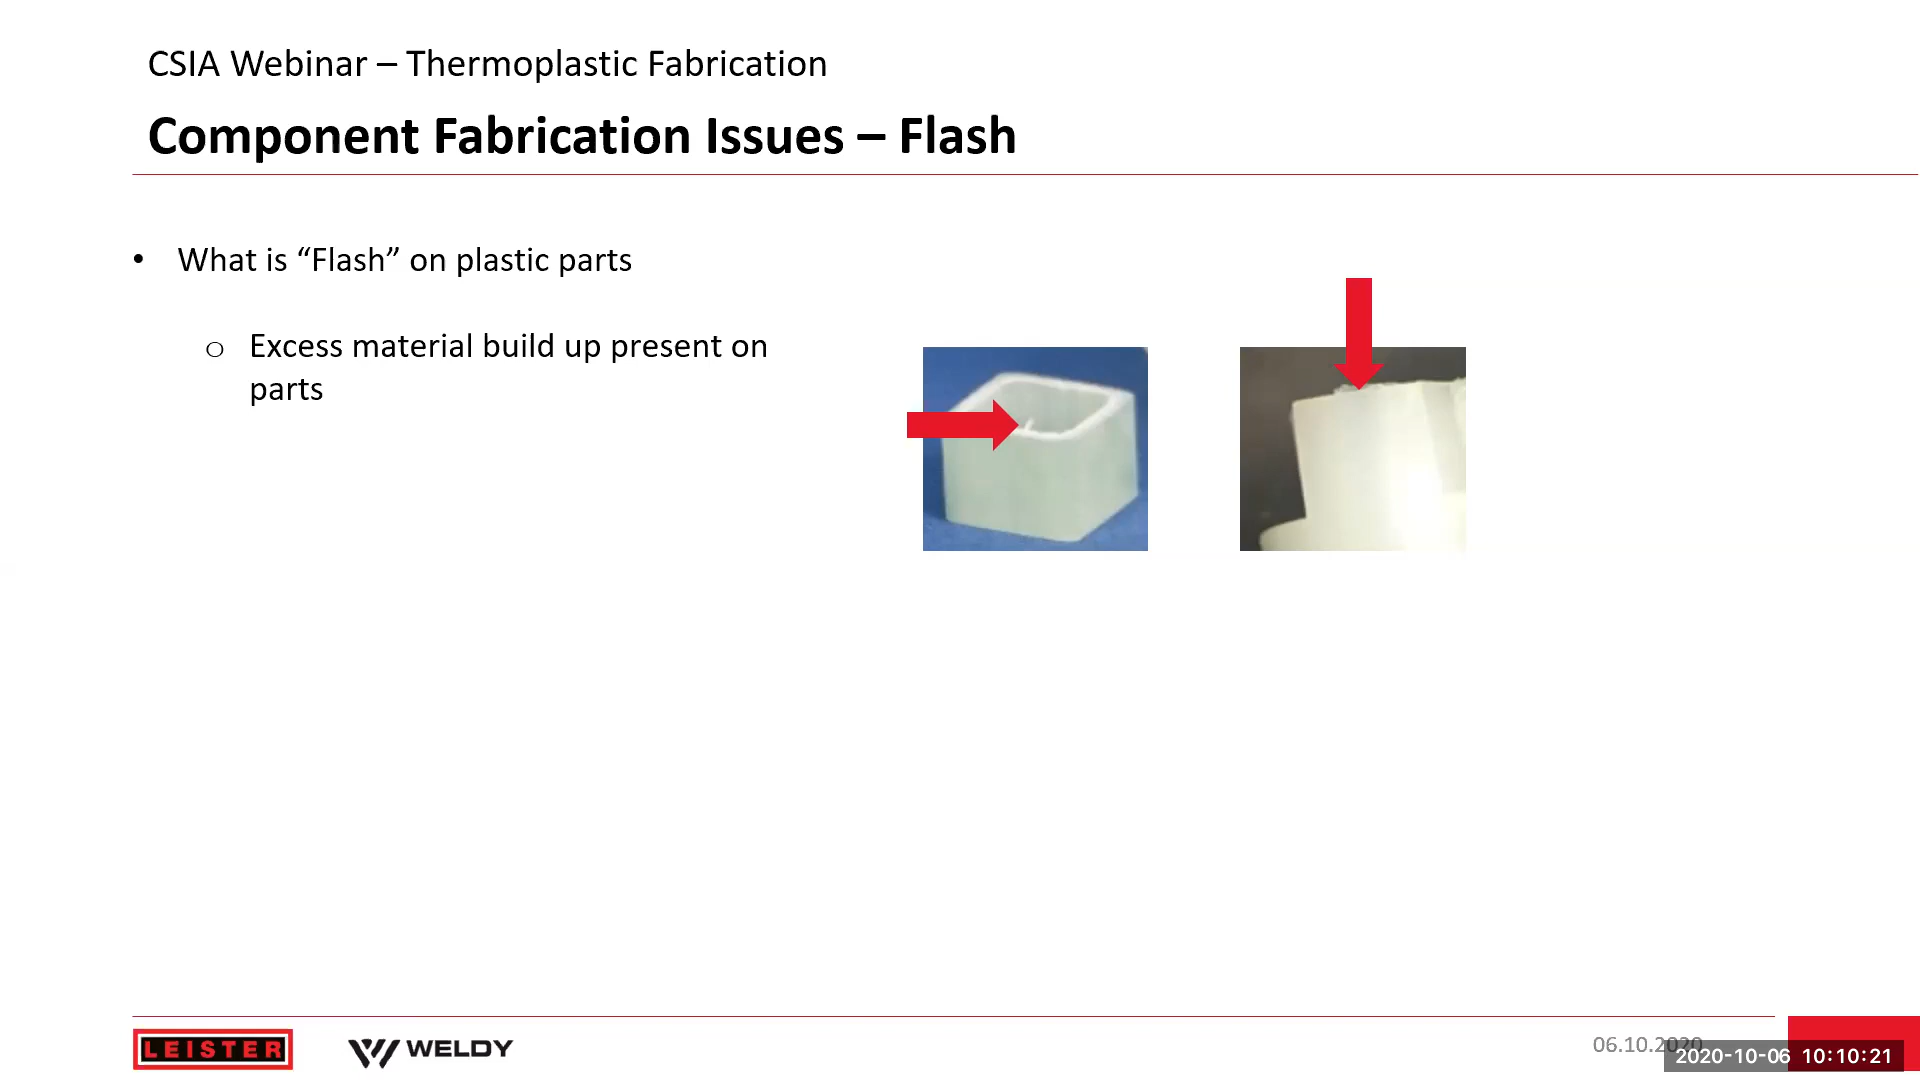 CSIA Webinar – Thermoplastic Fabrication
Component Fabrication Issues – Flash
• What is “Flash” on plastic parts
o Excess material build up present on
parts
LEISTER
WELDY
06.10.2020
2020-10-06 10:10:21